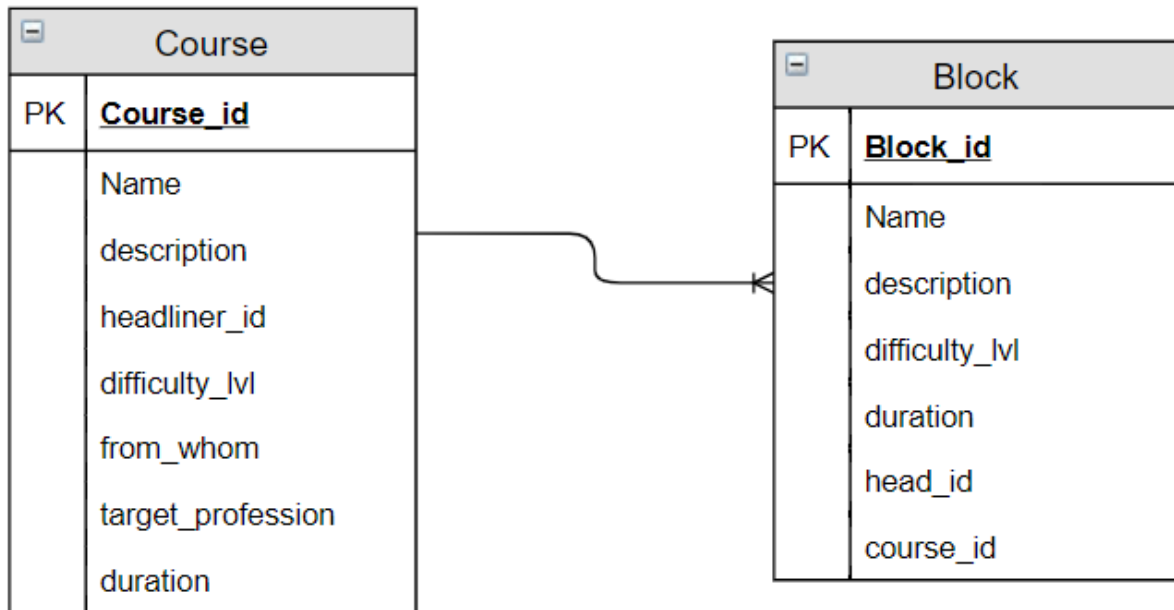 Course
PK Course_id
Name
description
headliner_id
difficulty_lvl
from_whom
target_profession
duration
Block
PK Block_id
Name
description
difficulty_lvl
duration
head_id
course_id